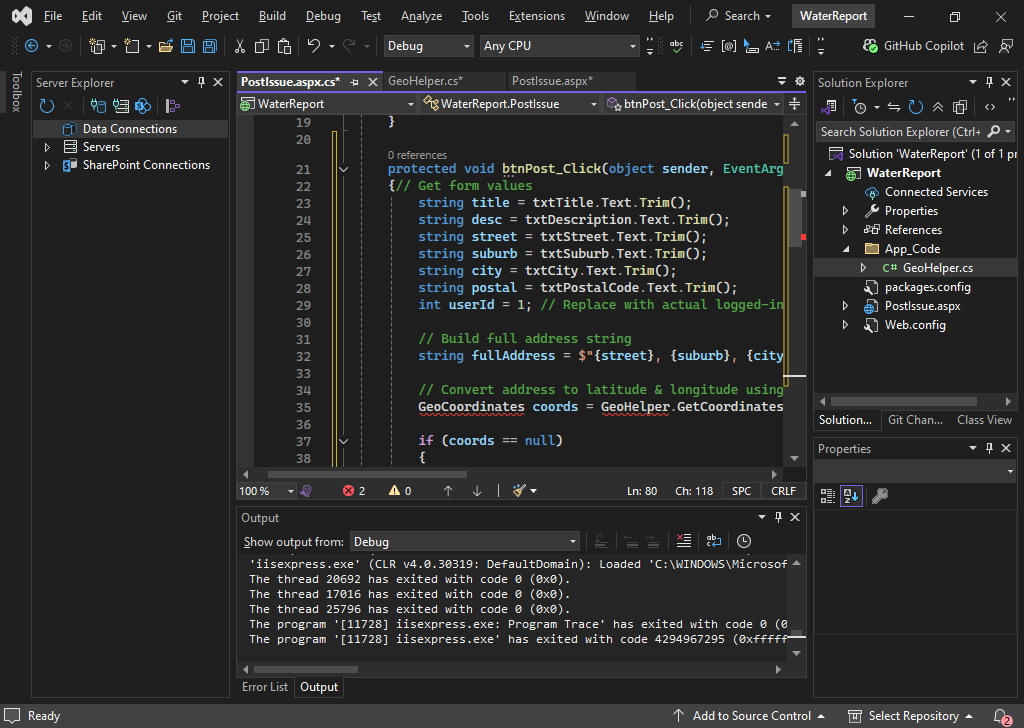 File Edit View Git Project Build Debug Test Analyze Tools Extensions Window Help Search WaterReport
Debug Any CPU GitHub Copilot
Toolbox
Server Explorer
Data Connections
Servers
SharePoint Connections
PostIssue.aspx.cs* GeoHelper.cs* PostIssue.aspx*
WaterReport WaterReport.PostIssue btnPost_Click(object sende
19 }
20
0 references
21 protected void btnPost_Click(object sender, EventArg
22 {// Get form values
23 string title = txtTitle.Text.Trim();
24 string desc = txtDescription.Text.Trim();
25 string street = txtStreet.Text.Trim();
26 string suburb = txtSuburb.Text.Trim();
27 string city = txtCity.Text.Trim();
28 string postal = txtPostalCode.Text.Trim();
29 int userId = 1; // Replace with actual logged-in
30
31 // Build full address string
32 string fullAddress = $"{street}, {suburb}, {city
33
34 // Convert address to latitude & longitude using
35 GeoCoordinates coords = GeoHelper.GetCoordinates
36
37 if (coords == null)
38 {
100 % 2 0 Ln: 80 Ch: 118 SPC CRLF
Output
Show output from: Debug
'iisexpress.exe' (CLR v4.0.30319: DefaultDomain): Loaded 'C:\WINDOWS\Microsof
The thread 20692 has exited with code 0 (0x0).
The thread 17016 has exited with code 0 (0x0).
The thread 25796 has exited with code 0 (0x0).
The program '[11728] iisexpress.exe: Program Trace' has exited with code 0 (0
The program '[11728] iisexpress.exe' has exited with code 4294967295 (0xfffff
Error List Output
Solution Explorer
Search Solution Explorer (Ctrl+
Solution 'WaterReport' (1 of 1 pr
WaterReport
Connected Services
Properties
References
App_Code
C# GeoHelper.cs
packages.config
PostIssue.aspx
Web.config
Solution... Git Chan... Class View
Properties
Ready Add to Source Control Select Repository 2